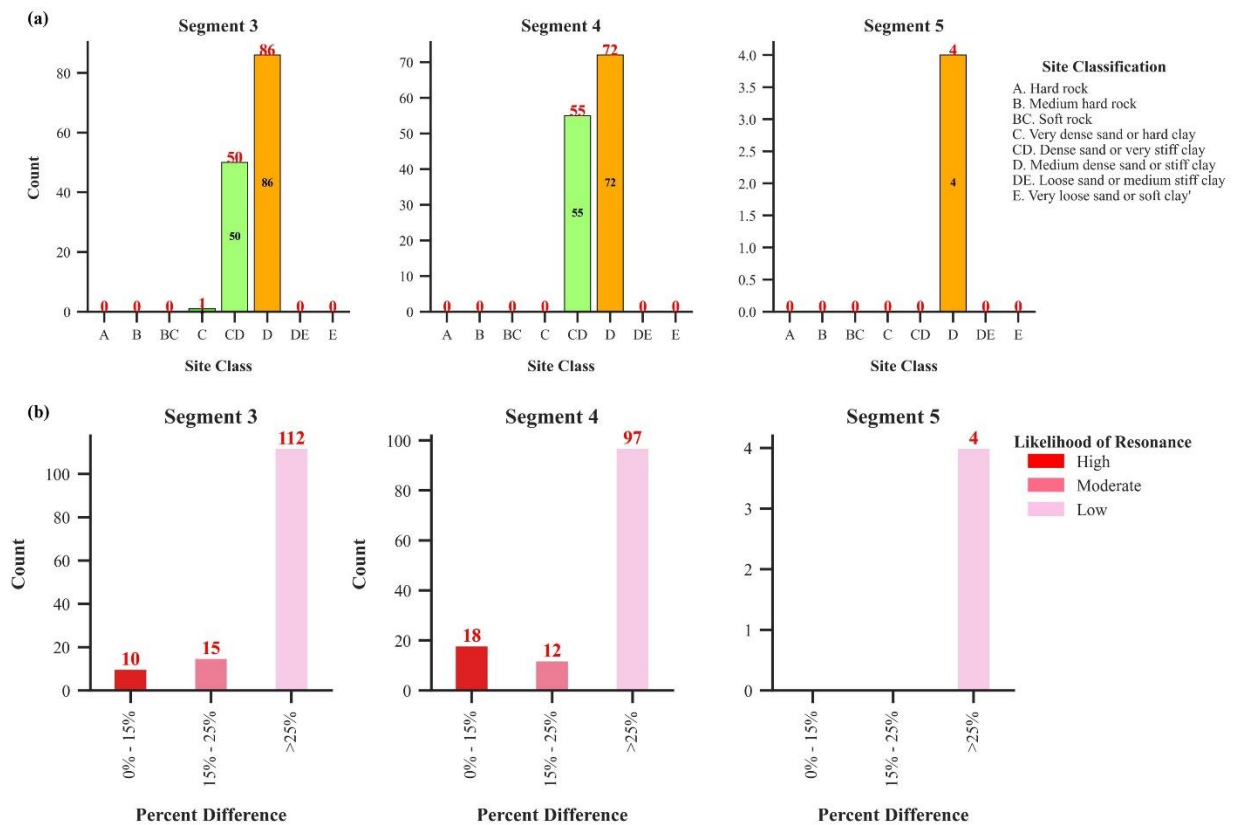 (a)
Segment 3
Count
80
60
40
20
0
0
0
0
1
50
50
86
86
0
0
A B BC C CD D DE E
Site Class
Segment 4
70
60
50
40
30
20
10
0
0
0
0
0
55
55
72
72
0
0
A B BC C CD D DE E
Site Class
Segment 5
4.0
3.5
3.0
2.5
2.0
1.5
1.0
0.5
0.0
0
0
0
0
0
4
4
0
0
A B BC C CD D DE E
Site Class
Site Classification
A. Hard rock
B. Medium hard rock
BC. Soft rock
C. Very dense sand or hard clay
CD. Dense sand or very stiff clay
D. Medium dense sand or stiff clay
DE. Loose sand or medium stiff clay
E. Very loose sand or soft clay'
(b)
Segment 3
Count
100
80
60
40
20
0
10
15
112
0% - 15%
15% - 25%
>25%
Percent Difference
Segment 4
Count
100
80
60
40
20
0
18
12
97
0% - 15%
15% - 25%
>25%
Percent Difference
Segment 5
4
3
2
1
0
4
0% - 15%
15% - 25%
>25%
Percent Difference
Likelihood of Resonance
High
Moderate
Low